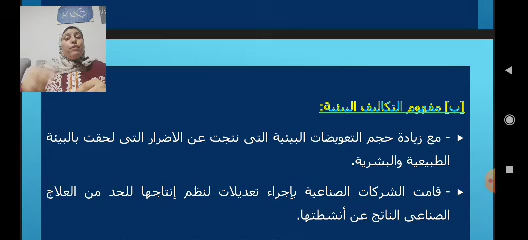 [ب] مفهوم التكاليف البيئية:
- مع زيادة حجم التعويضات البيئية التى نتجت عن الأضرار التى لحقت بالبيئة
الطبيعية والبشرية.
- قامت الشركات الصناعية بإجراء تعديلات لنظم إنتاجها للحد من العلاج
الصناعى الناتج عن أنشطتها.